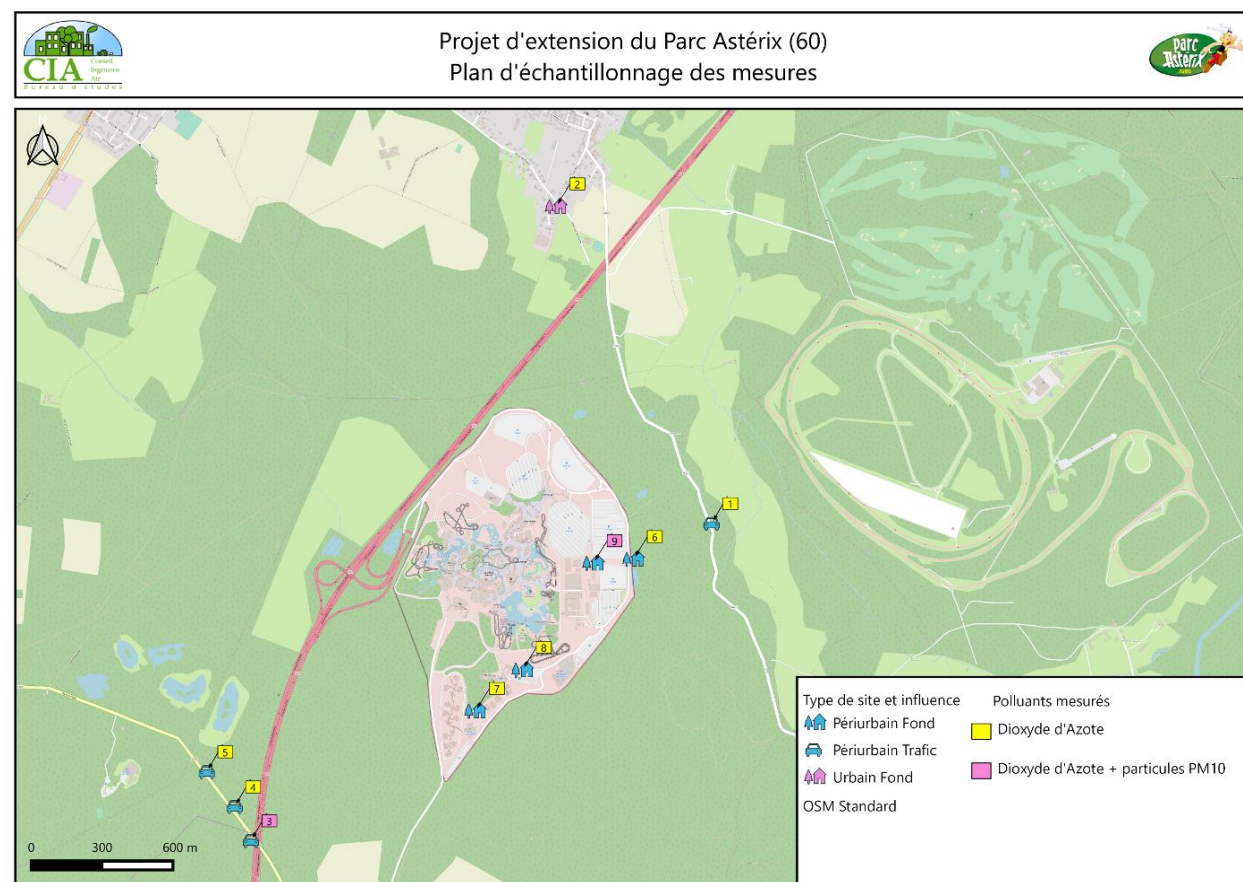 Projet d'extension du Parc Astérix (60)
Plan d'échantillonnage des mesures
CIA
Conseil
Ingénierie
Air
Bureau d'études
parc
Astérix
2
1
9
6
8
7
5
4
3
0 300 600 m
Type de site et influence
Périurbain Fond
Périurbain Trafic
Urbain Fond
OSM Standard
Polluants mesurés
Dioxyde d'Azote
Dioxyde d'Azote + particules PM10